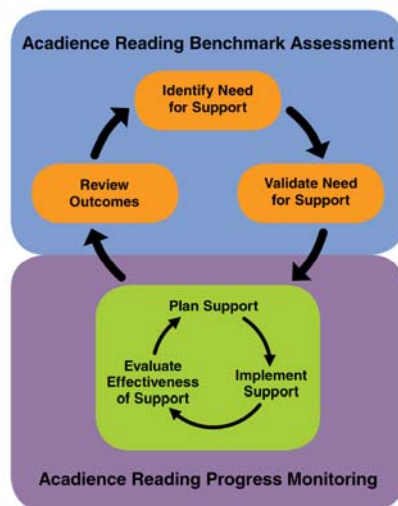 Acadience Reading Benchmark Assessment
Identify Need
for Support
Review
Outcomes
Validate Need
for Support
Plan Support
Evaluate
Effectiveness
of Support
Implement
Support
Acadience Reading Progress Monitoring